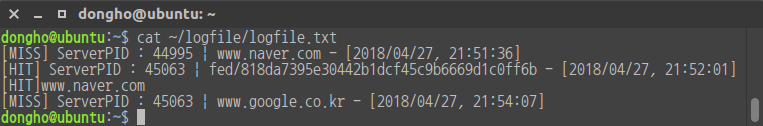 dongho@ubuntu: ~
dongho@ubuntu:~$ cat ~/logfile/logfile.txt
[MISS] ServerPID : 44995 ¦ www.naver.com - [2018/04/27, 21:51:36]
[HIT] ServerPID : 45063 ¦ fed/818da7395e30442b1dcf45c9b6669d1c0ff6b - [2018/04/27, 21:52:01]
[HIT]www.naver.com
[MISS] ServerPID : 45063 ¦ www.google.co.kr - [2018/04/27, 21:54:07]
dongho@ubuntu:~$